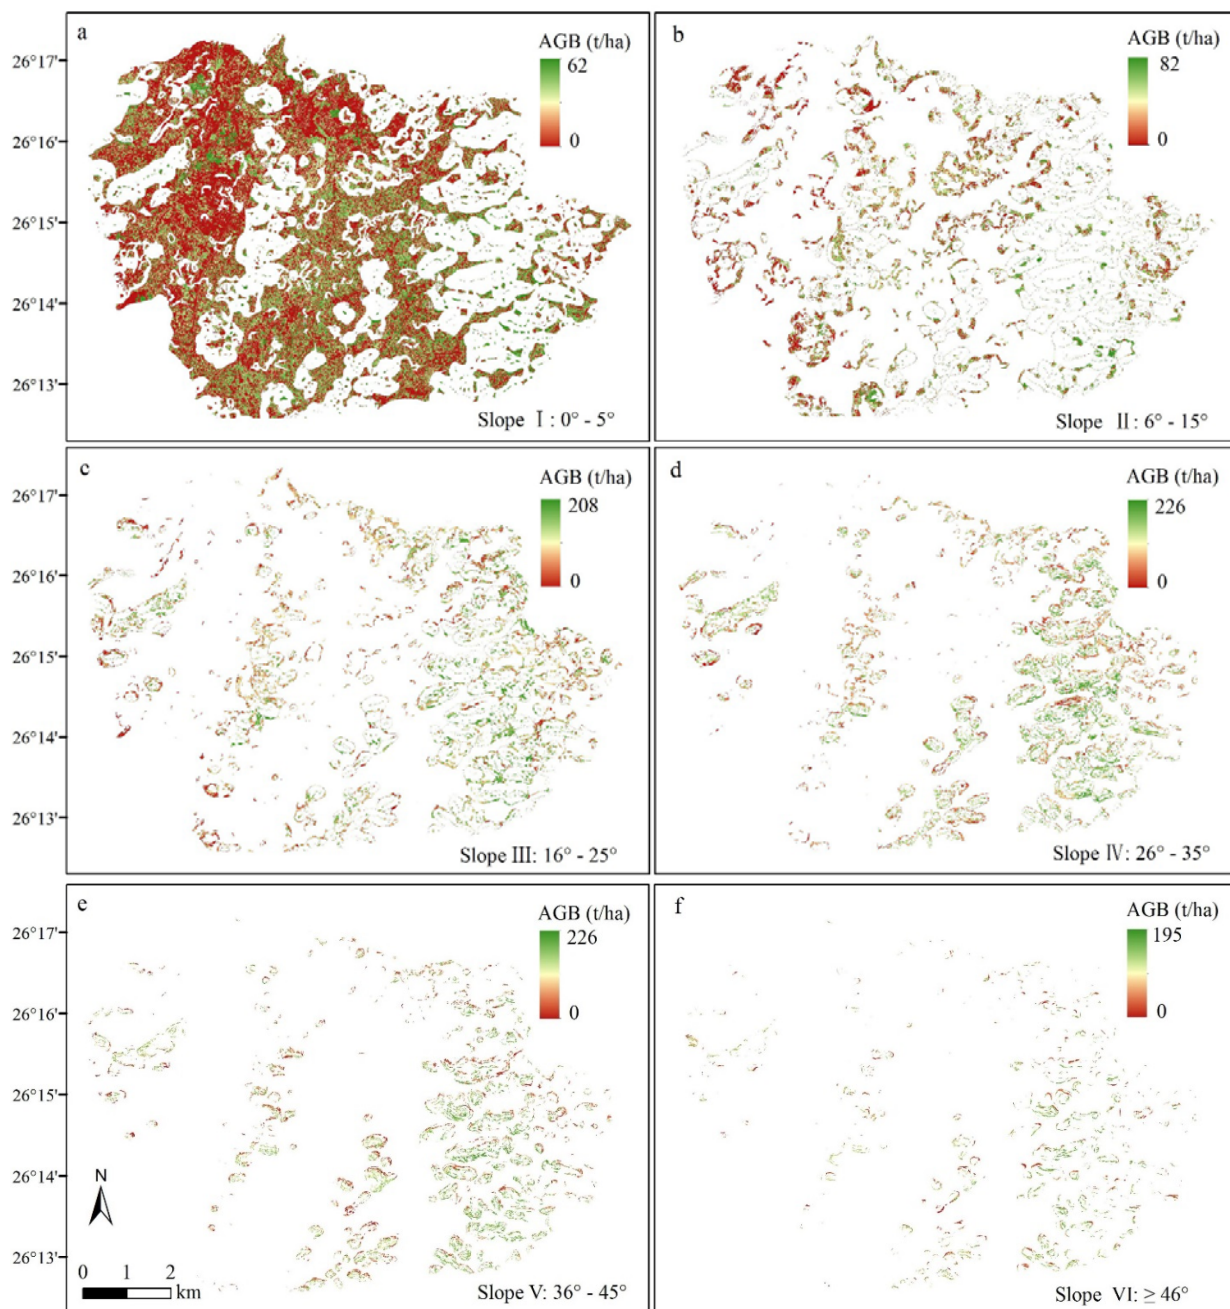 a
AGB (t/ha)
62
0
Slope Ⅰ: 0° - 5°
b
AGB (t/ha)
82
0
Slope Ⅱ: 6° - 15°
26°17'
26°16'
26°15'
26°14'
26°13'
c
AGB (t/ha)
208
0
Slope Ⅲ: 16° - 25°
d
AGB (t/ha)
226
0
Slope Ⅳ: 26° - 35°
26°17'
26°16'
26°15'
26°14'
26°13'
e
AGB (t/ha)
226
0
N
0 1 2
km
Slope Ⅴ: 36° - 45°
f
AGB (t/ha)
195
0
Slope Ⅵ: ≥ 46°
26°17'
26°16'
26°15'
26°14'
26°13'